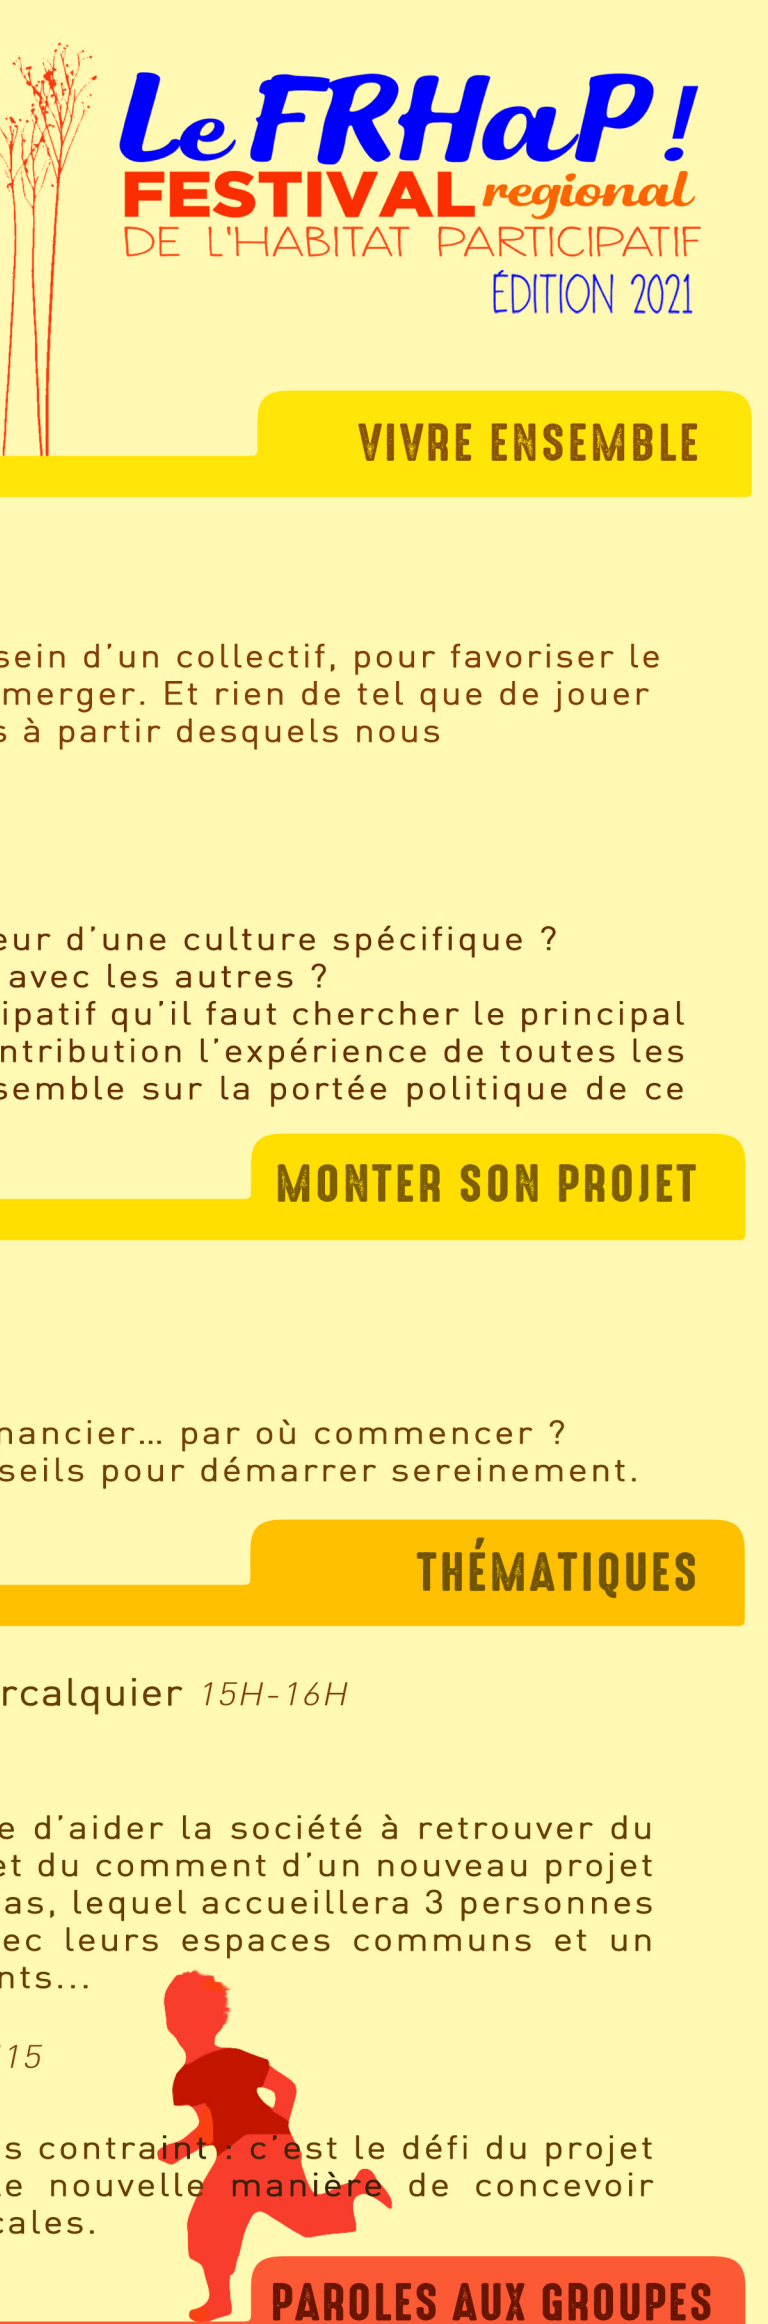 Le FRHaP !
FESTIVAL regional
DE L'HABITAT PARTICIPATIF
ÉDITION 2021
VIVRE ENSEMBLE
sein d’un collectif, pour favoriser le
merger. Et rien de tel que de jouer
s à partir desquels nous
eur d’une culture spécifique ?
avec les autres ?
ipatif qu’il faut chercher le principal
ntribution l’expérience de toutes les
semble sur la portée politique de ce
MONTER SON PROJET
nancier… par où commencer ?
seils pour démarrer sereinement.
THÉMATIQUES
rcalquier 15H-16H
e d’aider la société à retrouver du
et du comment d’un nouveau projet
as, lequel accueillera 3 personnes
ec leurs espaces communs et un
nts...
15
s contraint : c’est le défi du projet
le nouvelle manière de concevoir
cales.
PAROLES AUX GROUPES